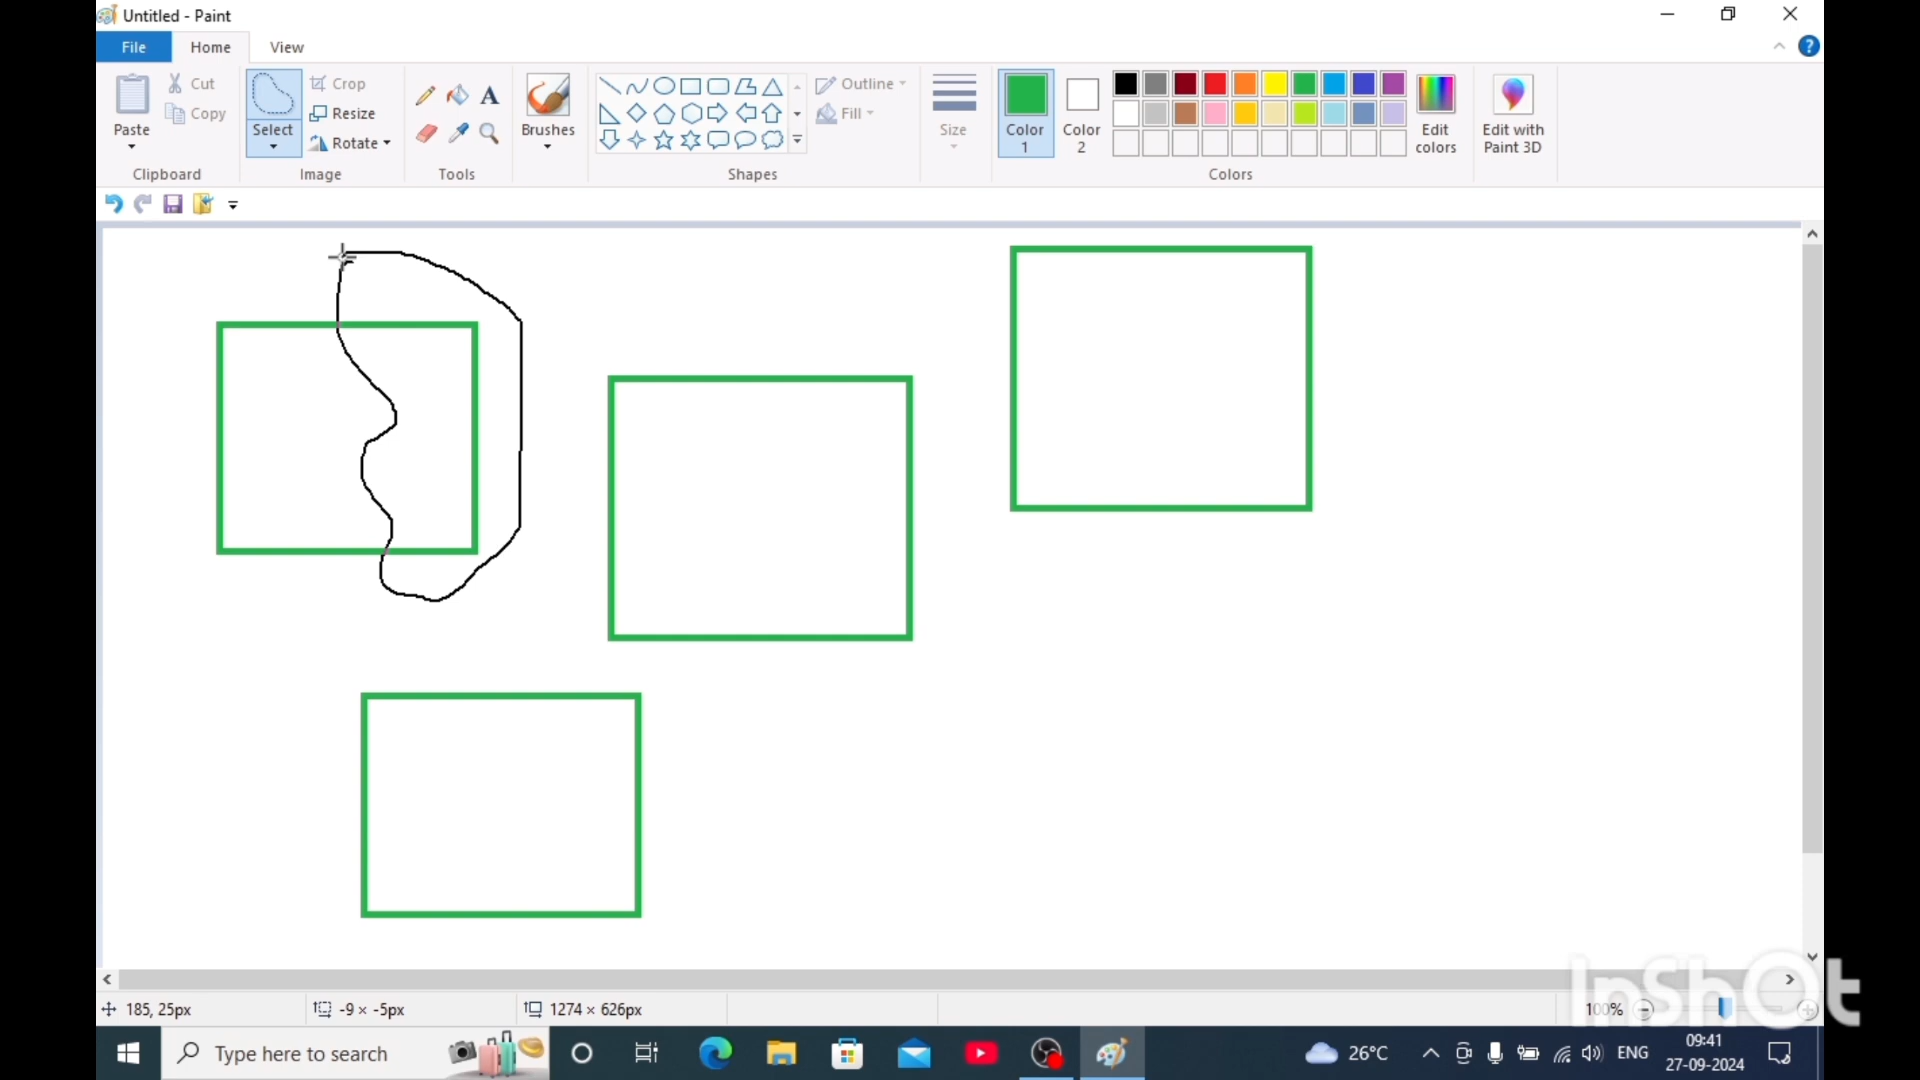 Untitled - Paint
File Home View
Paste
Cut
Copy
Clipboard
Select
Crop
Resize
Rotate
Image
A
Tools
Brushes
Outline
Fill
Shapes
Size
Color
1
Color
2
Edit
colors
Colors
Edit with
Paint 3D
?
185, 25px
-9 × -5px
1274 × 626px
100%
InShOt
Type here to search
26°C
ENG
09:41
27-09-2024